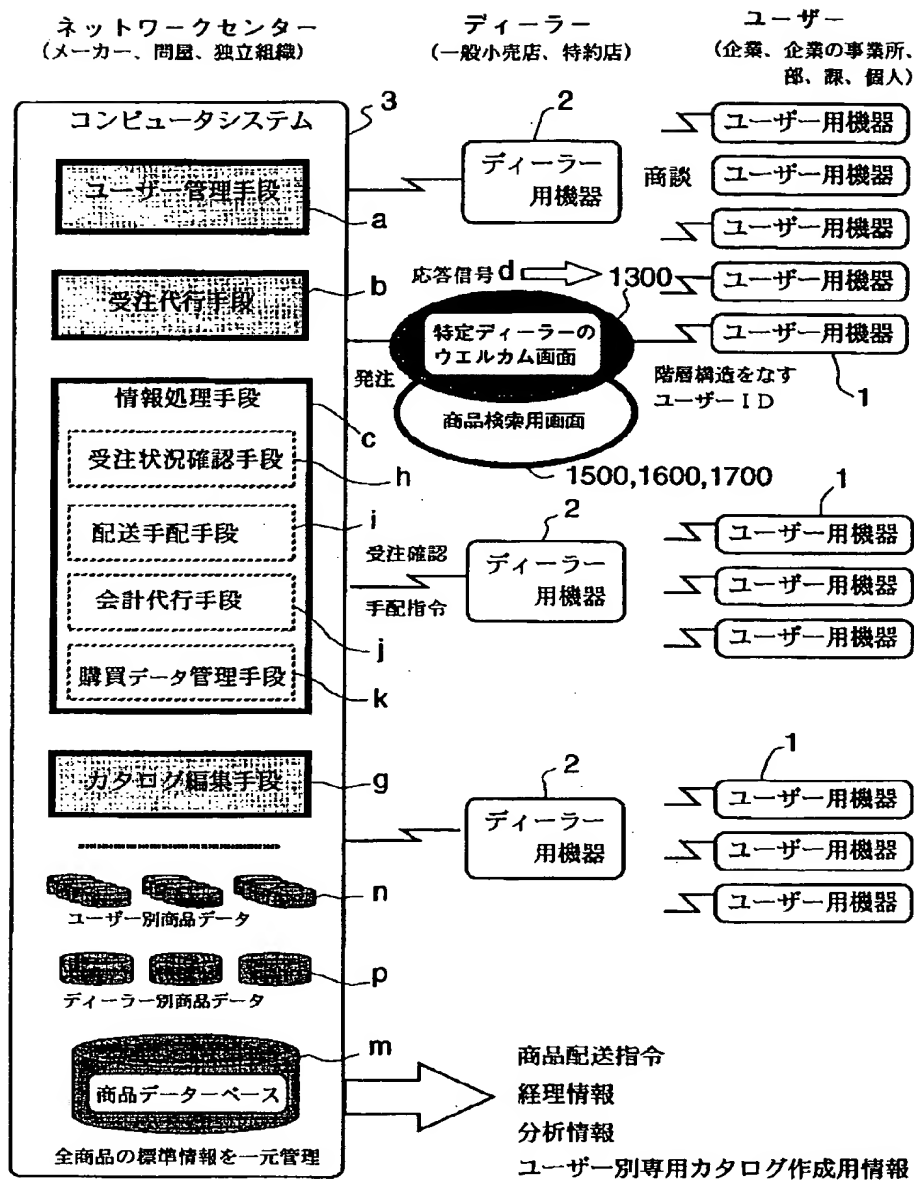 ネットワークセンター
(メーカー、問屋、独立組織)
ディーラー
(一般小売店、特約店)
ユーザー
(企業、企業の事業所、
部、課、個人)
コンピュータシステム
3
ユーザー管理手段
a
受注代行手段
b
情報処理手段
c
受注状況確認手段
h
配送手配手段
i
会計代行手段
j
購買データ管理手段
k
カタログ編集手段
g
ユーザー別商品データ
n
ディーラー別商品データ
p
商品データーベース
m
全商品の標準情報を一元管理
2
ディーラー
用機器
応答信号d
1300
特定ディーラーの
ウエルカム画面
発注
商品検索用画面
1500,1600,1700
階層構造をなす
ユーザーID
受注確認
手配指令
2
ディーラー
用機器
2
ディーラー
用機器
ユーザー用機器
商談
ユーザー用機器
ユーザー用機器
ユーザー用機器
ユーザー用機器
1
1
ユーザー用機器
ユーザー用機器
ユーザー用機器
1
ユーザー用機器
ユーザー用機器
ユーザー用機器
商品配送指令
経理情報
分析情報
ユーザー別専用カタログ作成用情報